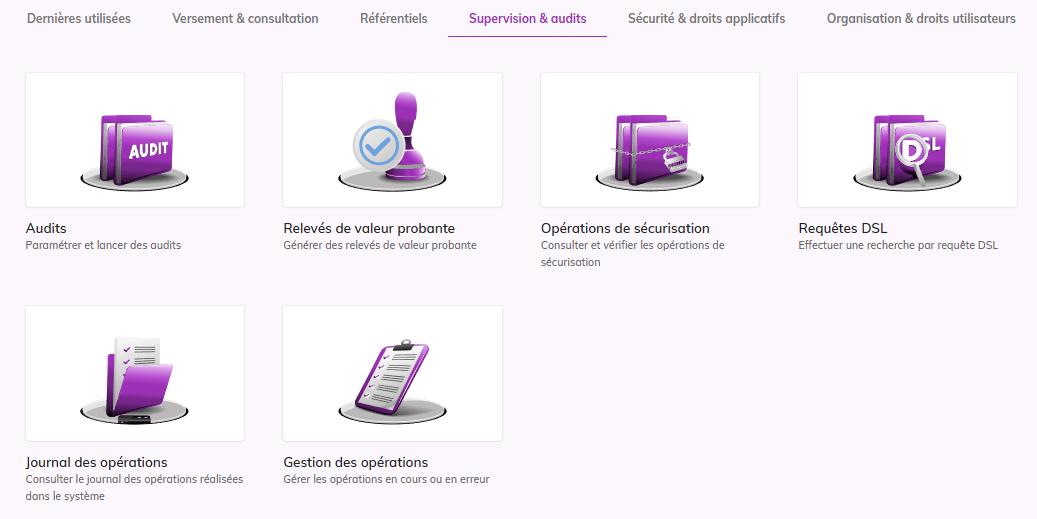 Dernières utilisées
Versement & consultation
Référentiels
Supervision & audits
Sécurité & droits applicatifs
Organisation & droits utilisateurs
AUDIT
DSL
Audits
Paramétrer et lancer des audits
Relevés de valeur probante
Générer des relevés de valeur probante
Opérations de sécurisation
Consulter et vérifier les opérations de
sécurisation
Requêtes DSL
Effectuer une recherche par requête DSL
Journal des opérations
Consulter le journal des opérations réalisées
dans le système
Gestion des opérations
Gérer les opérations en cours ou en erreur